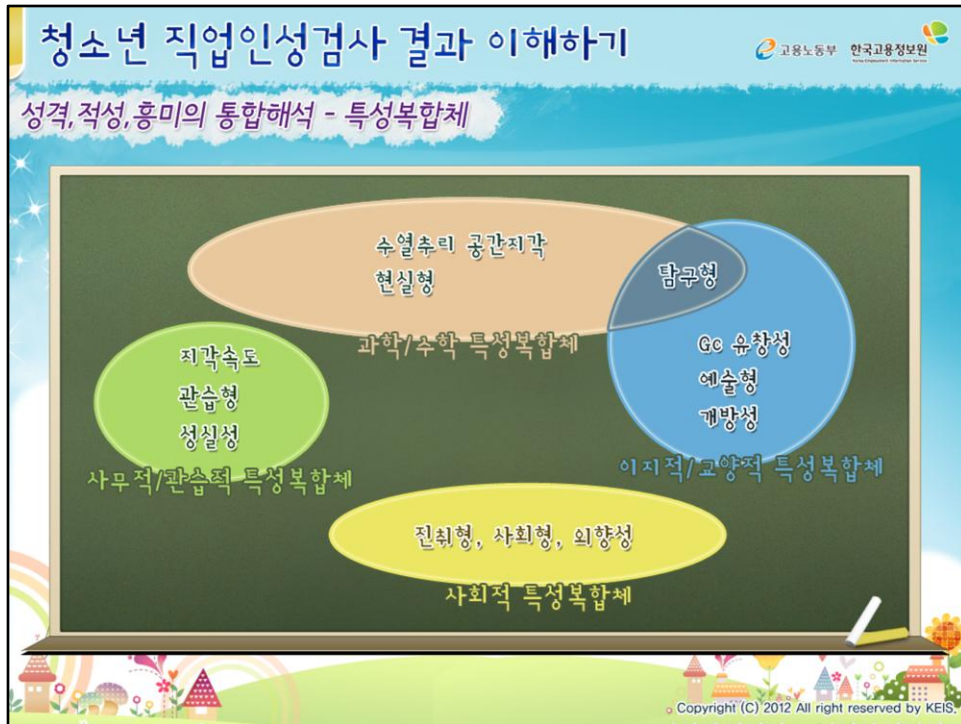 청소년 직업인성검사 결과 이해하기
고용노동부 한국고용정보원
Korea Employment Information Service
성격,적성,흥미의 통합해석 - 특성복합체
수열추리 공간지각
현실형
탐구형
과학/수학 특성복합체
Gc 유창성
예술형
개방성
이지적/교양적 특성복합체
지각속도
관습형
성실성
사무적/관습적 특성복합체
진취형, 사회형, 외향성
사회적 특성복합체
Copyright (C) 2012 All right reserved by KEIS.